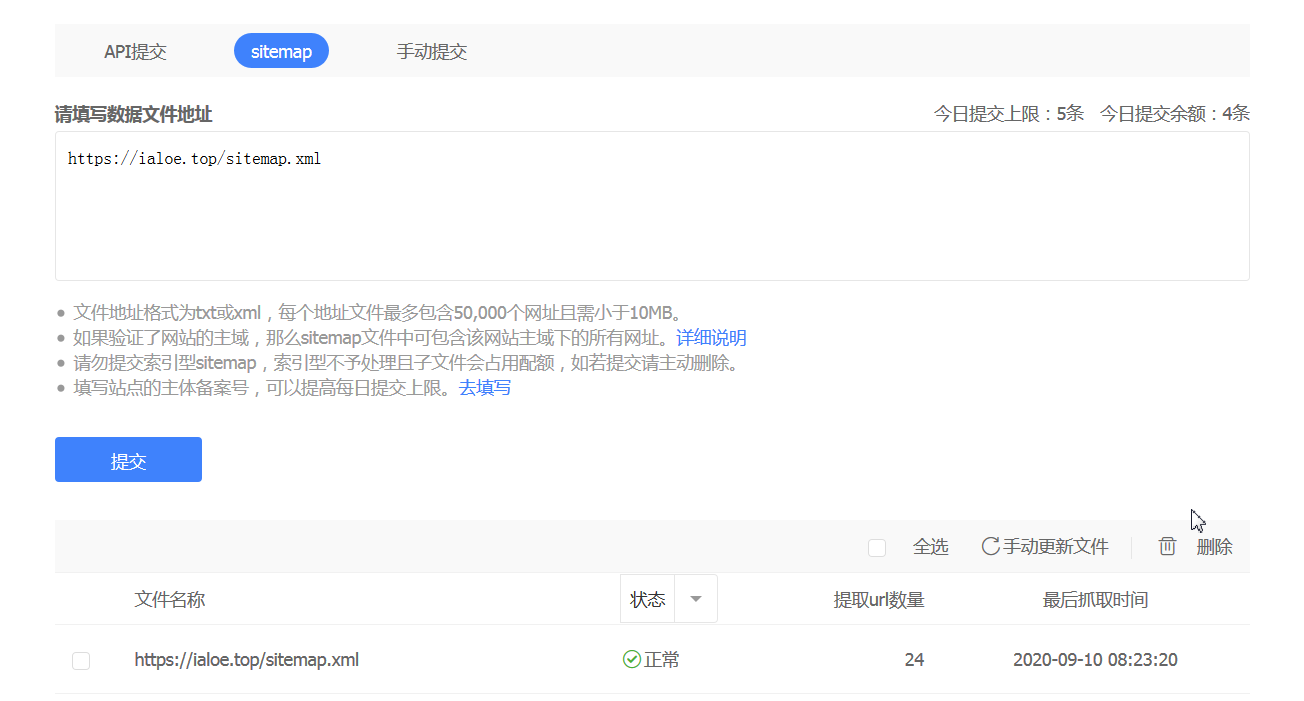 API提交 sitemap 手动提交
请填写数据文件地址 今日提交上限：5条 今日提交余额：4条
https://ialoe.top/sitemap.xml
文件地址格式为txt或xml，每个地址文件最多包含50,000个网址且需小于10MB。
如果验证了网站的主域，那么sitemap文件中可包含该网站主域下的所有网址。详细说明
请勿提交索引型sitemap，索引型不予处理且子文件会占用配额，如若提交请主动删除。
填写站点的主体备案号，可以提高每日提交上限。去填写
提交
全选 手动更新文件 删除
文件名称 状态 提取url数量 最后抓取时间
https://ialoe.top/sitemap.xml 正常 24 2020-09-10 08:23:20